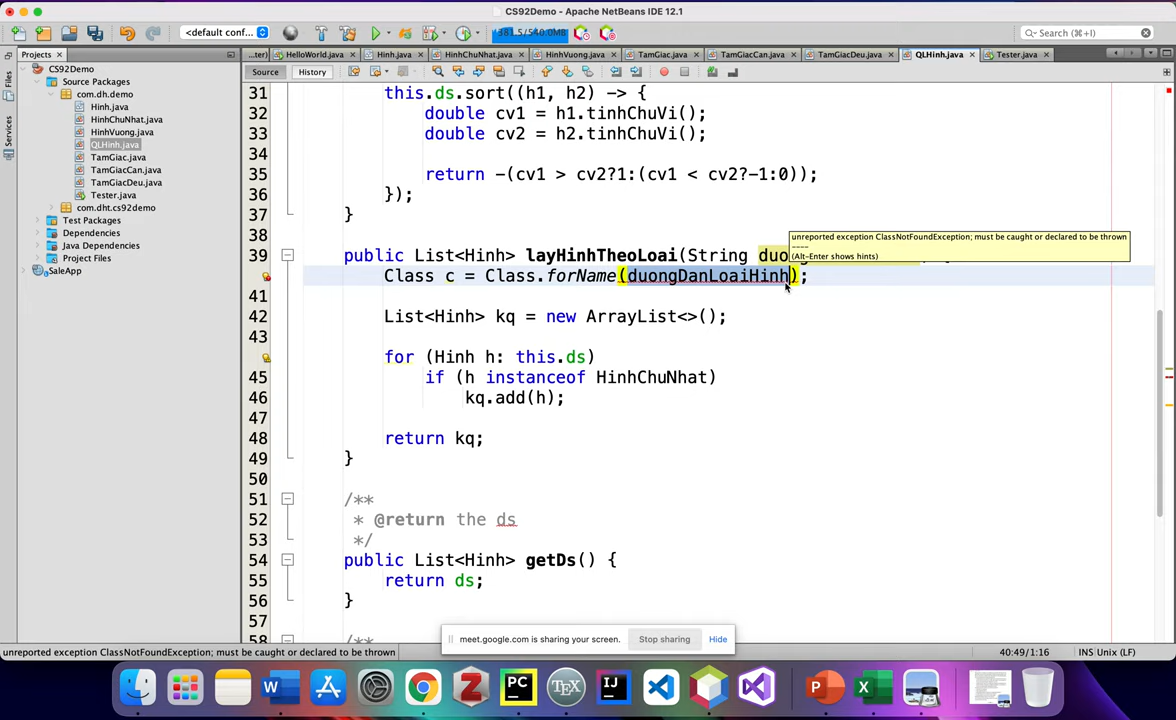 CS92Demo - Apache NetBeans IDE 12.1
<default conf...
381.5/540.0MB
Search (⌘+I)
Projects
...ter]
HelloWorld.java
Hinh.java
HinhChuNhat.java
HinhVuong.java
TamGiac.java
TamGiacCan.java
TamGiacDeu.java
QLHinh.java
Tester.java
Source
History
Files
Services
CS92Demo
Source Packages
com.dh.demo
Hinh.java
HinhChuNhat.java
HinhVuong.java
QLHinh.java
TamGiac.java
TamGiacCan.java
TamGiacDeu.java
Tester.java
com.dht.cs92demo
Test Packages
Dependencies
Java Dependencies
Project Files
SaleApp
31 this.ds.sort((h1, h2) -> {
32 double cv1 = h1.tinhChuVi();
33 double cv2 = h2.tinhChuVi();
34
35 return -(cv1 > cv2?1:(cv1 < cv2?-1:0));
36 });
37 }
38
39 public List<Hinh> layHinhTheoLoai(String duo
unreported exception ClassNotFoundException; must be caught or declared to be thrown
----
(Alt-Enter shows hints)
Class c = Class.forName(duongDanLoaiHinh);
41
42 List<Hinh> kq = new ArrayList<>();
43
for (Hinh h: this.ds)
45 if (h instanceof HinhChuNhat)
46 kq.add(h);
47
48 return kq;
49 }
50
51 /**
52 * @return the ds
53 */
54 public List<Hinh> getDs() {
55 return ds;
56 }
57
58 /**
meet.google.com is sharing your screen.
Stop sharing
Hide
unreported exception ClassNotFoundException; must be caught or declared to be thrown
40:49/1:16
INS Unix (LF)
W
Z
PC
TEX
IJ
P
X